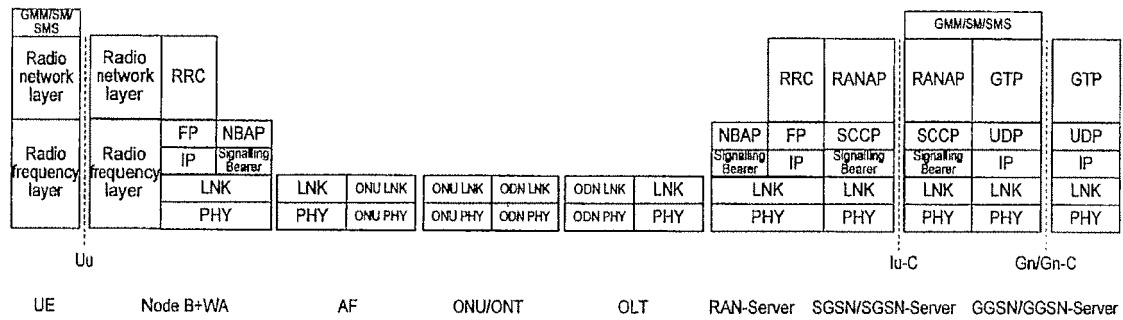 GMM/SM/
SMS
GMM/SM/SMS
Radio
network
layer
Radio
network
layer
RRC
RRC
RANAP
RANAP
GTP
GTP
Radio
frequency
layer
Radio
frequency
layer
FP
NBAP
NBAP
FP
SCCP
SCCP
UDP
UDP
IP
Signalling
Bearer
Signalling
Bearer
IP
Signalling
Bearer
Signalling
Bearer
IP
IP
LNK
LNK
ONU LNK
ONU LNK
ODN LNK
ODN LNK
LNK
LNK
LNK
LNK
LNK
LNK
PHY
PHY
ONU PHY
ONU PHY
ODN PHY
ODN PHY
PHY
PHY
PHY
PHY
PHY
PHY
Uu
Iu-C
Gn/Gn-C
UE
Node B+WA
AF
ONU/ONT
OLT
RAN-Server
SGSN/SGSN-Server
GGSN/GGSN-Server